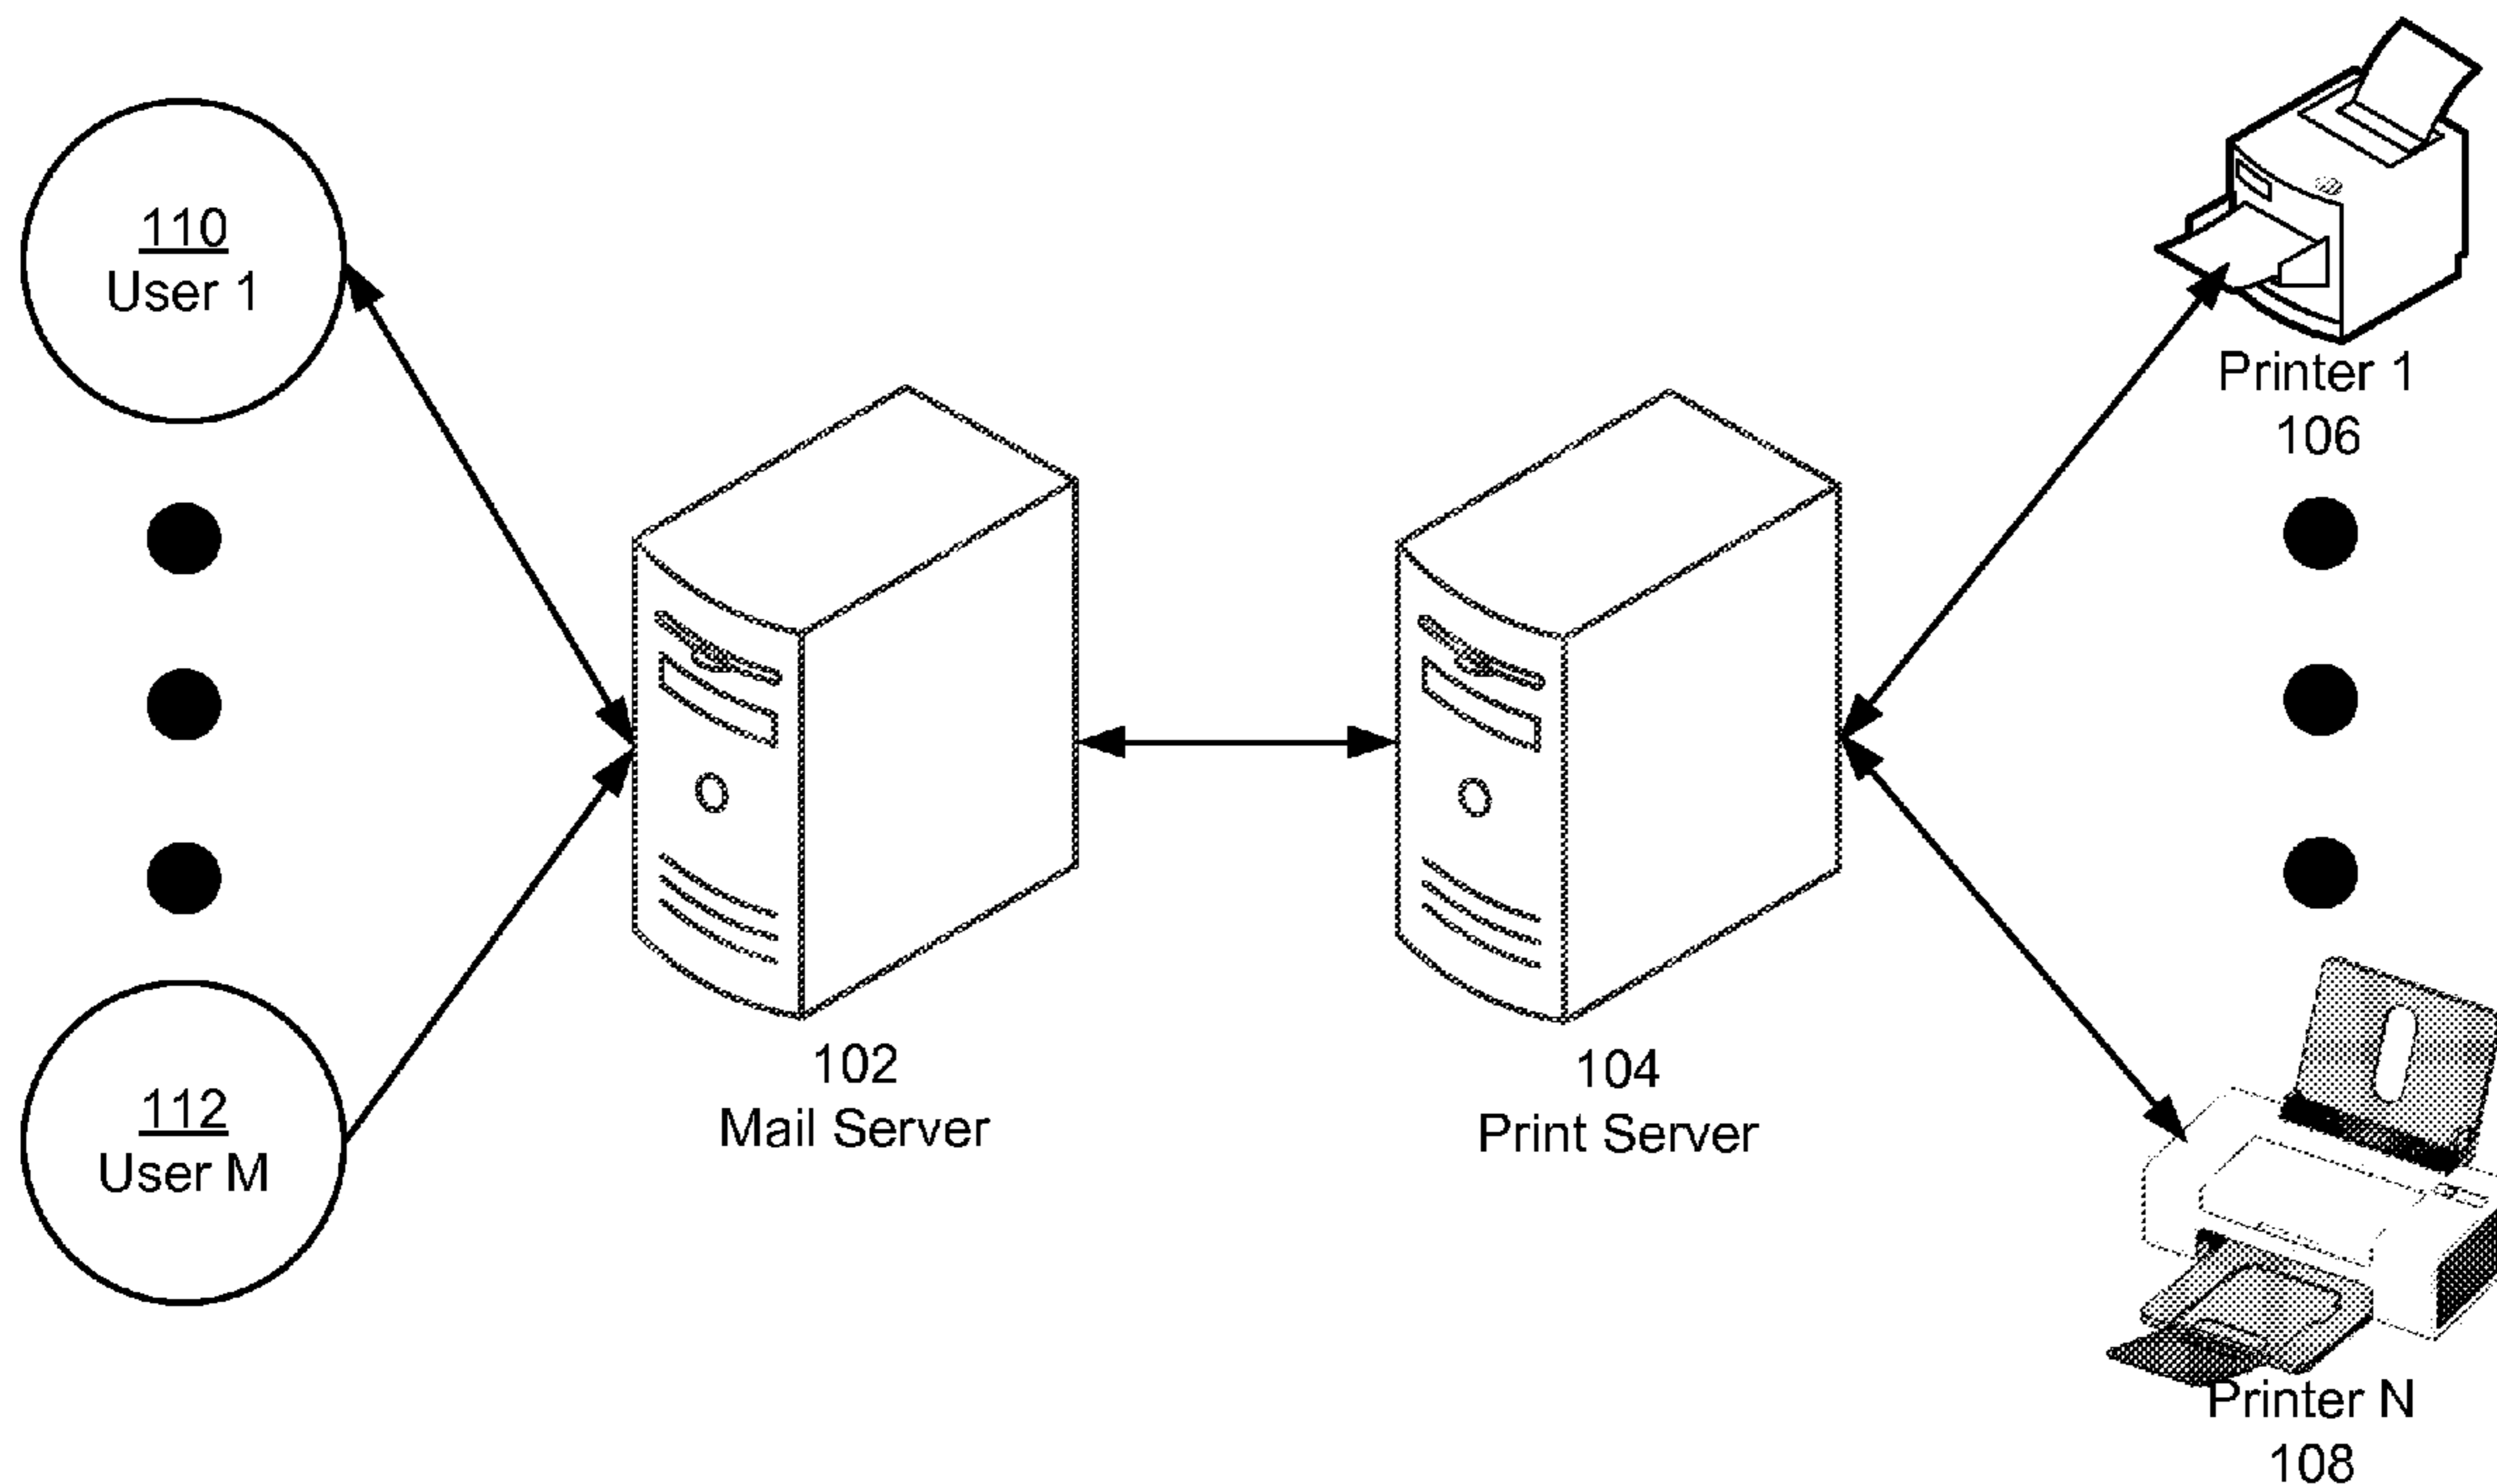 110
User 1
Printer 1
106
102
Mail Server
104
Print Server
112
User M
Printer N
108